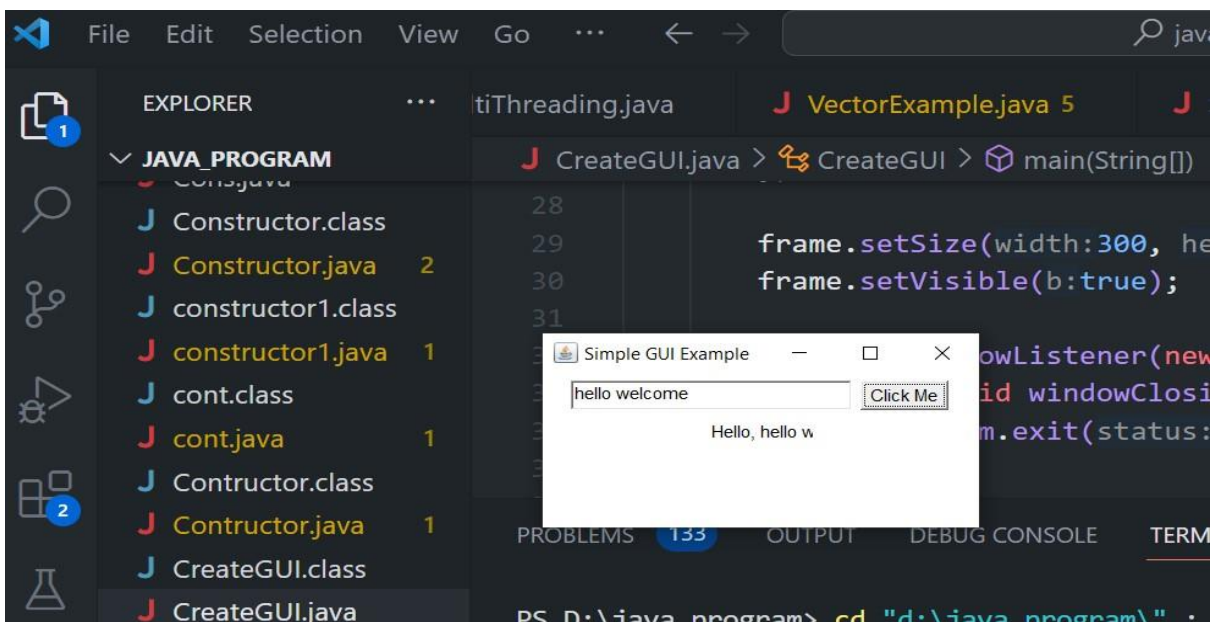 File Edit Selection View Go ... java
EXPLORER ...
JAVA_PROGRAM
Cons.java
Constructor.class
Constructor.java 2
constructor1.class
constructor1.java 1
cont.class
cont.java 1
Contructor.class
Contructor.java 1
CreateGUI.class
CreateGUI.java
1
2
tiThreading.java J VectorExample.java 5 J
J CreateGUI.java > CreateGUI > main(String[])
28
29 frame.setSize(width:300, he
30 frame.setVisible(b:true);
31
owListener(new
id windowClosi
m.exit(status:
Simple GUI Example
hello welcome Click Me
Hello, hello w
PROBLEMS 133 OUTPUT DEBUG CONSOLE TERM
PS D:\java program> cd "d:\java program\" ;